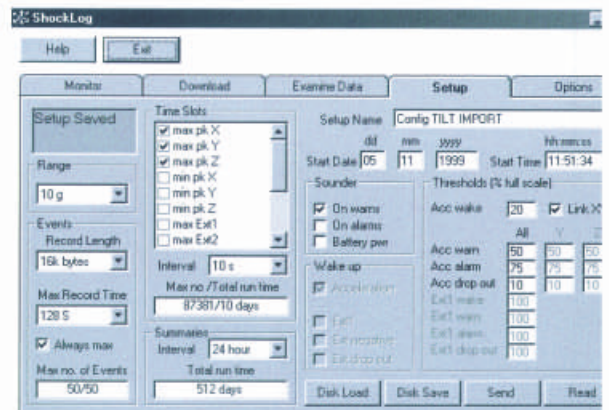 ShockLog
Help Exit
Monitor Download Examine Data Setup Options
Setup Saved
Range
10 g
Events
Record Length
16k bytes
Max Record Time
128 S
Always max
Max no. of Events
50/50
Time Slots
max pk X
max pk Y
max pk Z
min pk X
min pk Y
min pk Z
max Ext1
max Ext2
Interval 10 s
Max no./Total run time
87381/10 days
Summaries
Interval 24 hour
Total run time
512 days
Setup Name Config TILT IMPORT
dd mm yyyy hh:mm:ss
Start Date 05 11 1999 Start Time 11:51:34
Sounder
On warns
On alarms
Battery pwr
Wake up
Ext1
Ext negative
Ext drop out
Thresholds (% full scale)
Acc wake 20 Link XY
All Y Z
Acc warn 50 50 50
Acc alarm 75 75 75
Acc drop out 10 10 10
Ext1 wake 100
Ext1 warn 100
Ext1 alarm 100
Ext1 drop out 100
Disk Load Disk Save Send Read